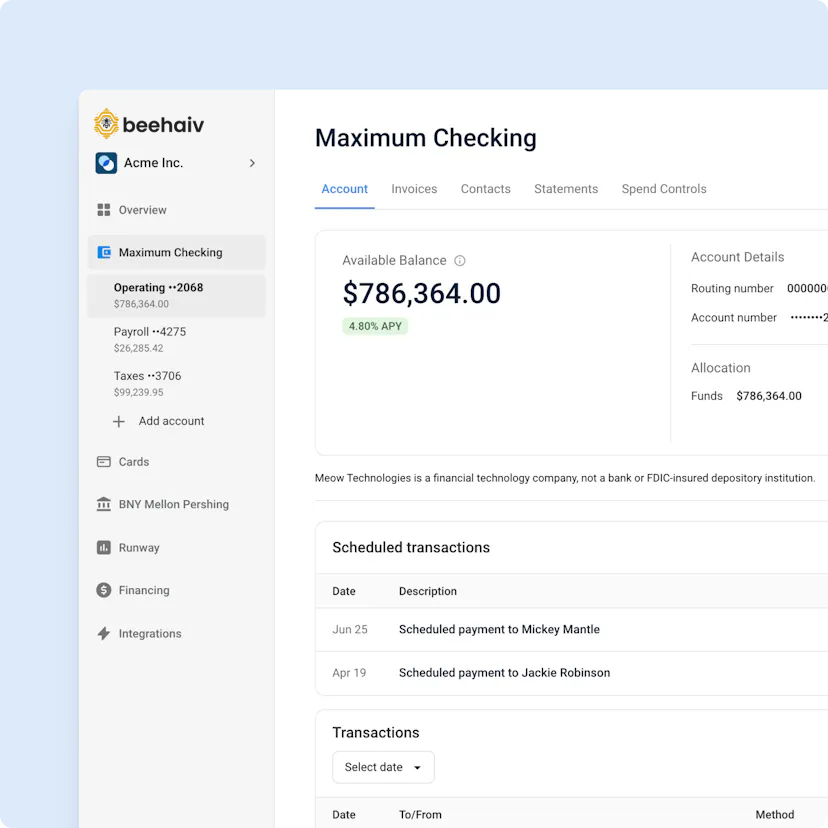 beehaiv
Acme Inc.
Overview
Maximum Checking
Operating ••2068
$786,364.00
Payroll ••4275
$26,285.42
Taxes ••3706
$99,239.95
Add account
Cards
BNY Mellon Pershing
Runway
Financing
Integrations
Maximum Checking
Account Invoices Contacts Statements Spend Controls
Available Balance
$786,364.00
4.80% APY
Account Details
Routing number 000000
Account number ••••••••2
Allocation
Funds $786,364.00
Meow Technologies is a financial technology company, not a bank or FDIC-insured depository institution.
Scheduled transactions
Date Description
Jun 25 Scheduled payment to Mickey Mantle
Apr 19 Scheduled payment to Jackie Robinson
Transactions
Select date
Date To/From Method